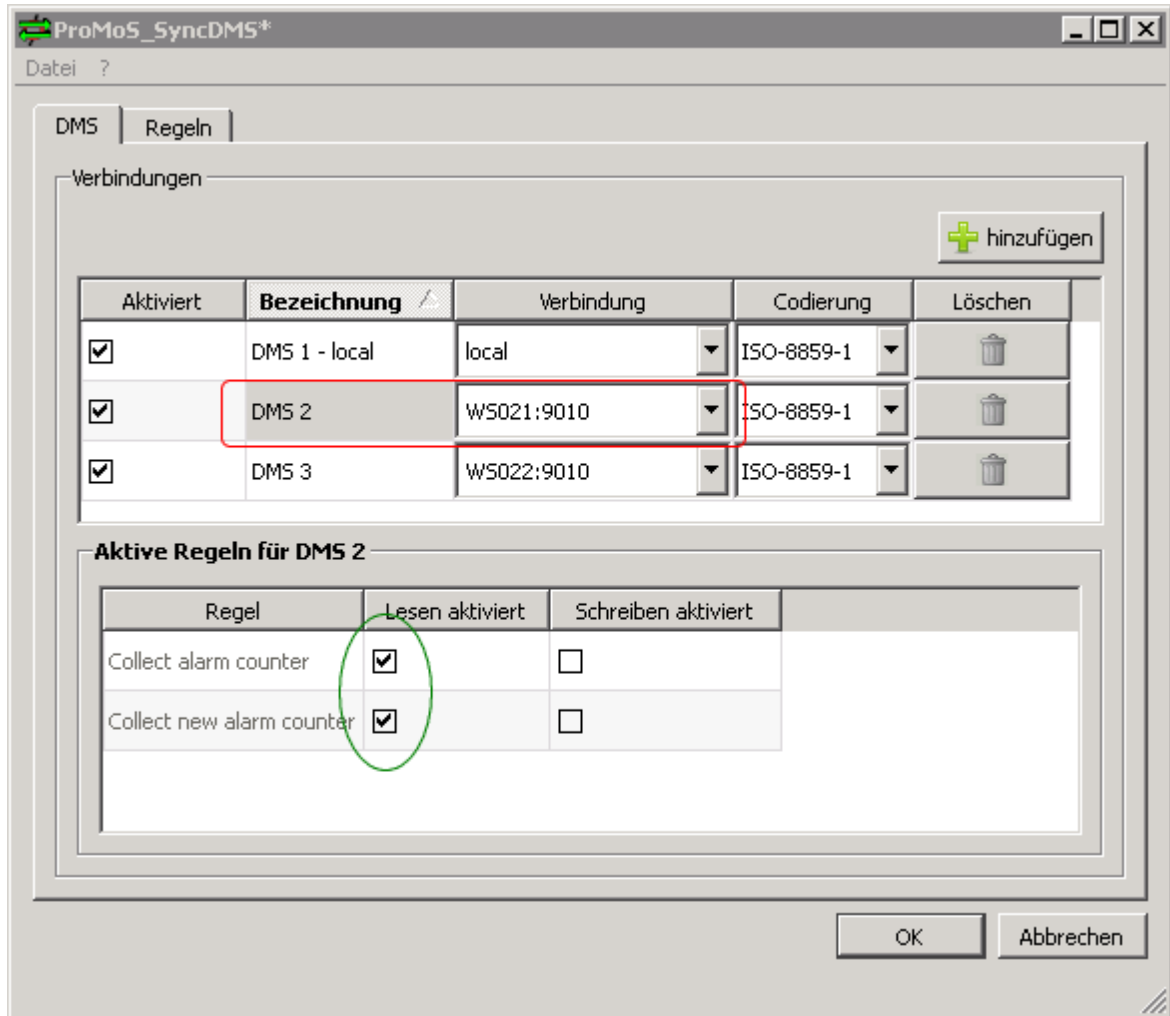 ProMoS_SyncDMS*
Datei ?
DMS Regeln
Verbindungen
hinzufügen
Aktiviert Bezeichnung Verbindung Codierung Löschen
DMS 1 - local local ISO-8859-1
DMS 2 WS021:9010 ISO-8859-1
DMS 3 WS022:9010 ISO-8859-1
Aktive Regeln für DMS 2
Regel Lesen aktiviert Schreiben aktiviert
Collect alarm counter
Collect new alarm counter
OK Abbrechen